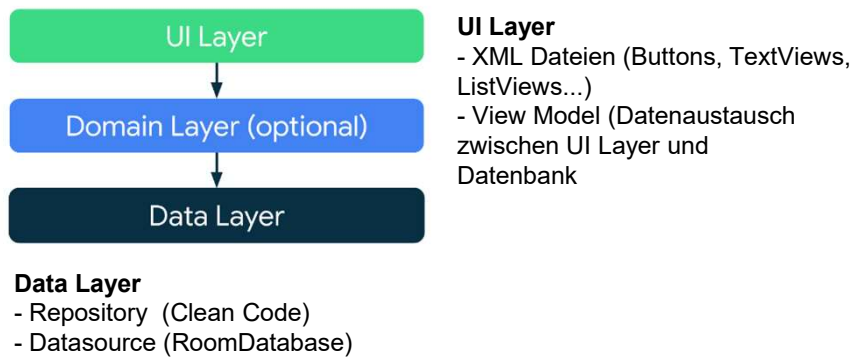 UI Layer
Domain Layer (optional)
Data Layer
UI Layer
- XML Dateien (Buttons, TextViews,
ListViews...)
- View Model (Datenaustausch
zwischen UI Layer und
Datenbank
Data Layer
- Repository  (Clean Code)
- Datasource (RoomDatabase)